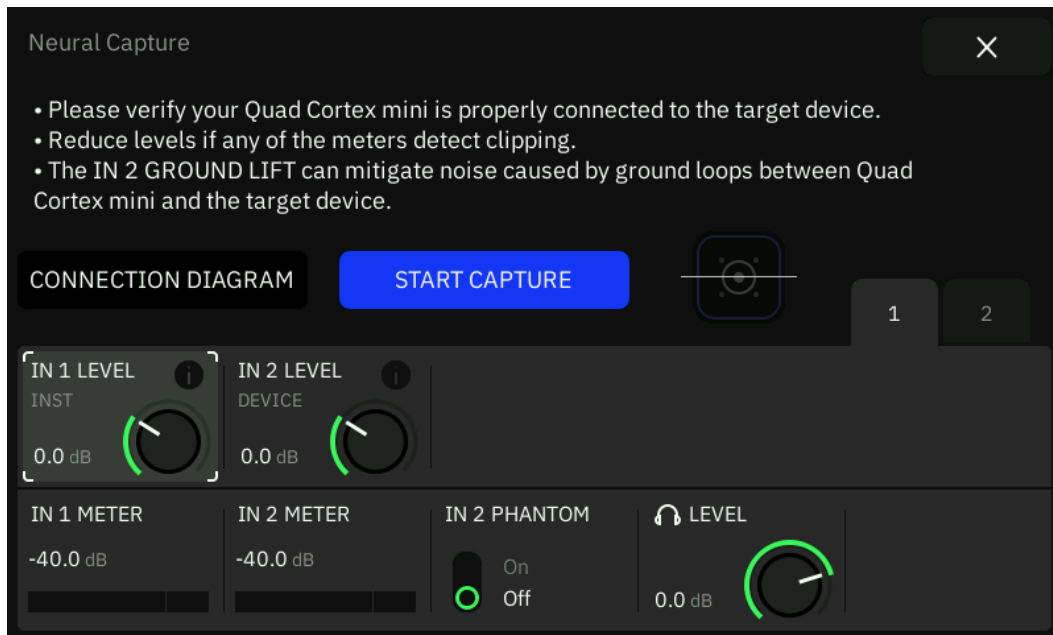 Neural Capture
• Please verify your Quad Cortex mini is properly connected to the target device.
• Reduce levels if any of the meters detect clipping.
• The IN 2 GROUND LIFT can mitigate noise caused by ground loops between Quad
Cortex mini and the target device.
CONNECTION DIAGRAM
START CAPTURE
1
2
IN 1 LEVEL
i
INST
0.0 dB
IN 2 LEVEL
i
DEVICE
0.0 dB
IN 1 METER
-40.0 dB
IN 2 METER
-40.0 dB
IN 2 PHANTOM
On
Off
LEVEL
0.0 dB